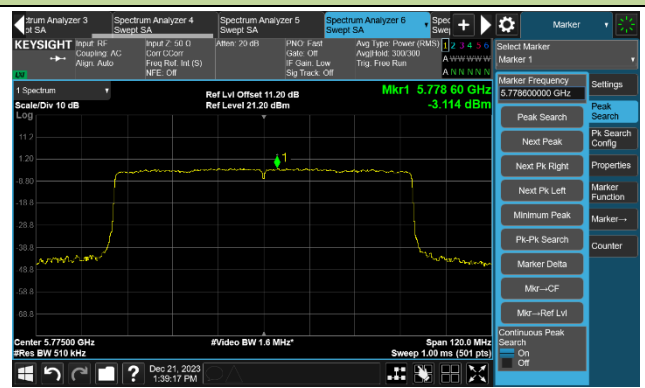 trum Analyzer 3
pt SA
Spectrum Analyzer 4
Swept SA
Spectrum Analyzer 5
Swept SA
Spectrum Analyzer 6
Swept SA
Spec
Swep
Marker
KEYSIGHT
Input: RF
Coupling: AC
Align: Auto
Input Z: 50 Ω
Corr CCorr
Freq Ref: Int (S)
NFE: Off
Atten: 20 dB
PNO: Fast
Gate: Off
IF Gain: Low
Sig Track: Off
Avg Type: Power (RMS)
Avg|Hold: 300/300
Trig: Free Run
1 2 3 4 5 6
A W W W W W
A N N N N N
Select Marker
Marker 1
1 Spectrum
Scale/Div 10 dB
Log
Ref Lvl Offset 11.20 dB
Ref Level 21.20 dBm
Mkr1 5.778 60 GHz
-3.114 dBm
11.2
1.20
-8.80
-18.8
-28.8
-38.8
-48.8
-58.8
-68.8
1
Center 5.77500 GHz
#Res BW 510 kHz
#Video BW 1.6 MHz*
Span 120.0 MHz
Sweep 1.00 ms (501 pts)
Marker Frequency
5.778600000 GHz
Peak Search
Next Peak
Next Pk Right
Next Pk Left
Minimum Peak
Pk-Pk Search
Marker Delta
Mkr→CF
Mkr→Ref Lvl
Continuous Peak
Search
On
Off
Settings
Peak
Search
Pk Search
Config
Properties
Marker
Function
Marker→
Counter
Dec 21, 2023
1:39:17 PM